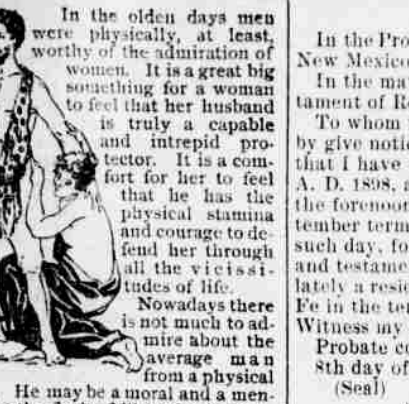 In the olden days men
were physically, at least,
worthy of the admiration of
women. It is a great big
something for a woman
to feel that her husband
is truly a capable
and intrepid pro-
tector. It is a com-
fort for her to feel
that he has the
physical stamina
and courage to de-
fend her through
all the vicissi-
tudes of life.
Nowadays there
is not much to ad-
mire about the
average man
from a physical
He may be a moral and a men-
In the Pro
New Mexico
In the ma
tament of R
To whom
by give notic
that I have
A. D. 1898, a
the forenoon
tember term
such day, fo
and testame
lately a resid
Fe in the ter
Witness my
Probate co
8th day of
(Seal)